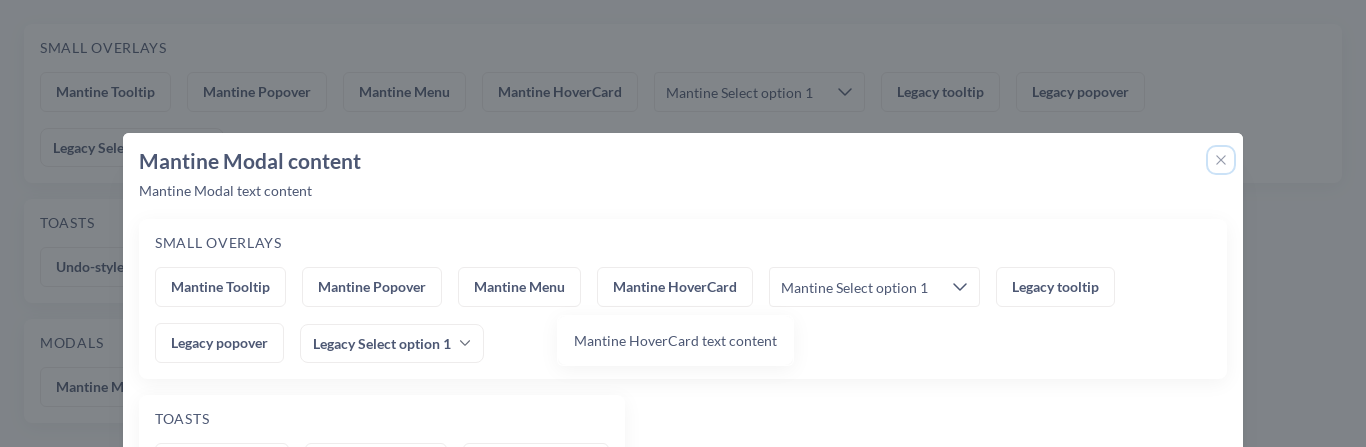 SMALL OVERLAYS
Mantine Tooltip Mantine Popover Mantine Menu Mantine HoverCard Mantine Select option 1 Legacy tooltip Legacy popover
Legacy Sele
Mantine Modal content
Mantine Modal text content
SMALL OVERLAYS
Mantine Tooltip Mantine Popover Mantine Menu Mantine HoverCard Mantine Select option 1 Legacy tooltip
Legacy popover Legacy Select option 1 Mantine HoverCard text content
TOASTS
TOASTS
Undo-style
MODALS
Mantine M